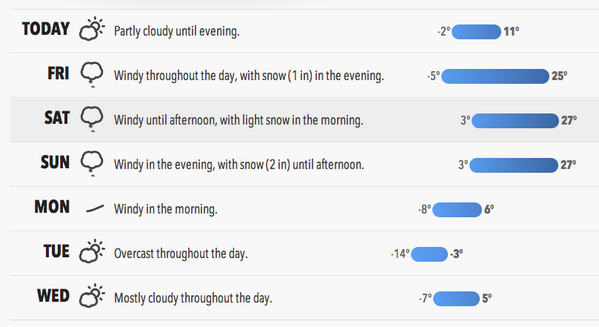 TODAY Partly cloudy until evening. -2° 11°
FRI Windy throughout the day, with snow (1 in) in the evening. -5° 25°
SAT Windy until afternoon, with light snow in the morning. 3° 27°
SUN Windy in the evening, with snow (2 in) until afternoon. 3° 27°
MON Windy in the morning. -8° 6°
TUE Overcast throughout the day. -14° -3°
WED Mostly cloudy throughout the day. -7° 5°